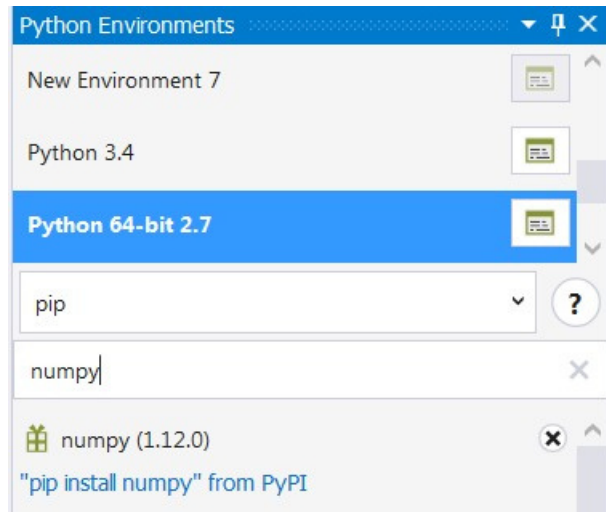 Python Environments
New Environment 7
Python 3.4
Python 64-bit 2.7
pip
?
numpy
numpy (1.12.0)
"pip install numpy" from PyPI